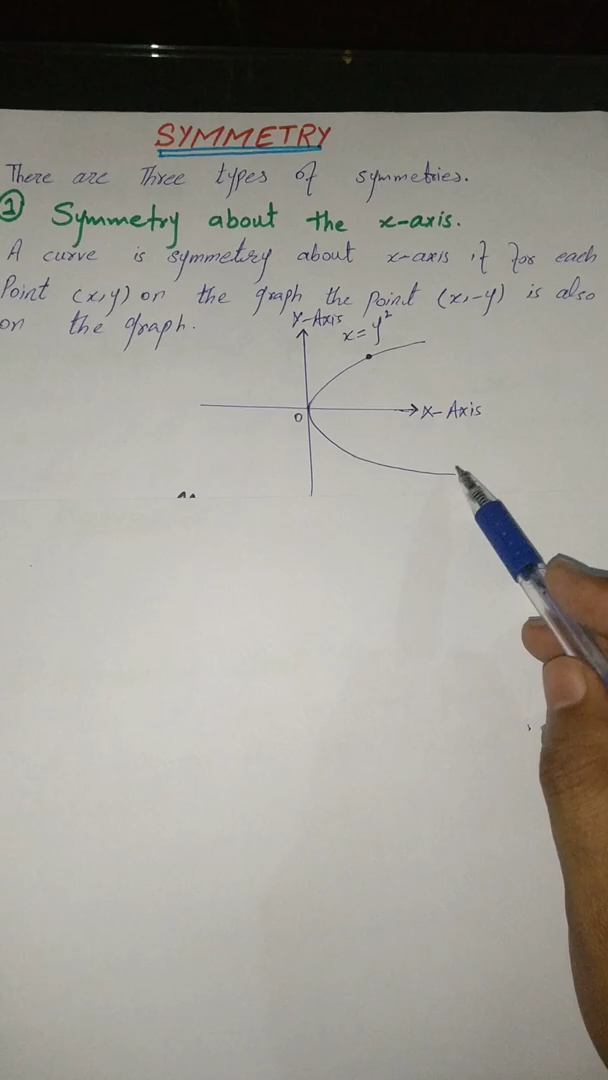 SYMMETRY
There are Three types of symmetries.
① Symmetry about the x-axis.
A curve is symmetry about x-axis if for each
Point (x,y) on the graph the point (x,-y) is also
on the graph.
Y-Axis
x=y²
X-Axis
0